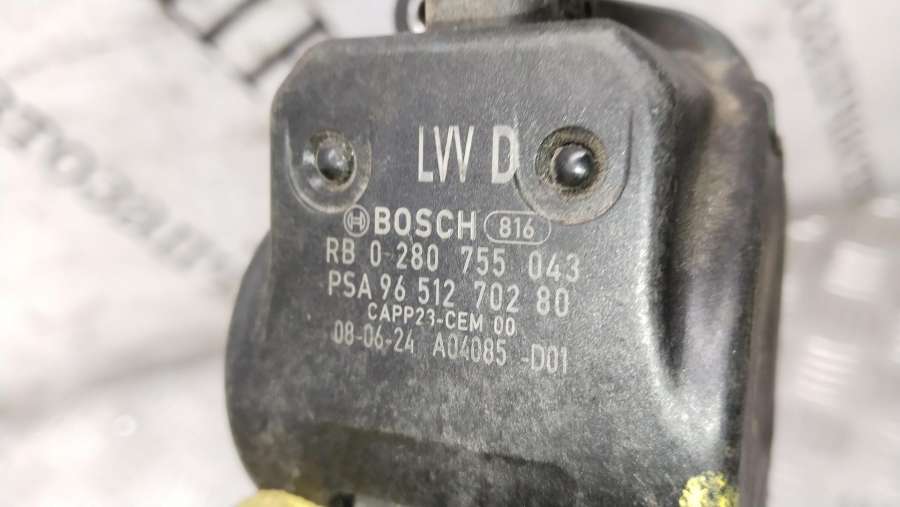 LVV D
BOSCH 816
RB 0 280 755 043
PSA 96 512 702 80
CAPP23-CEM 00
08-06-24 A04085 -D01